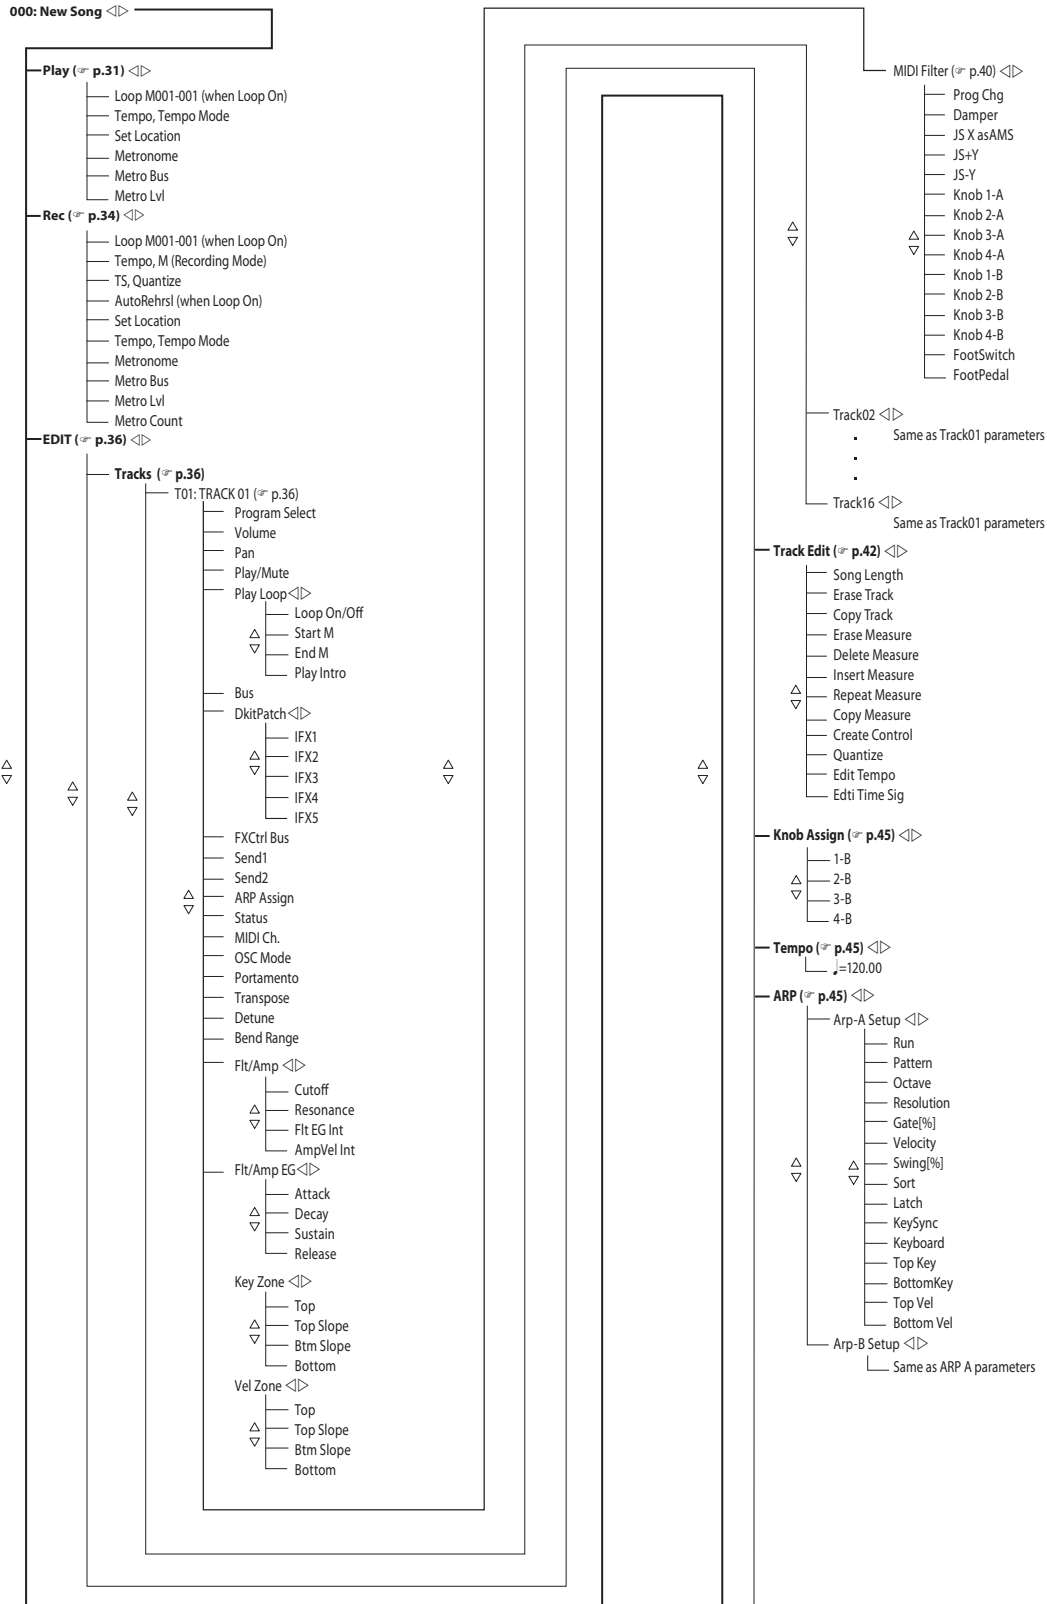 000: New Song ◁▷
Play (☞ p.31) ◁▷
Loop M001-001 (when Loop On)
Tempo, Tempo Mode
Set Location
Metronome
Metro Bus
Metro Lvl
Rec (☞ p.34) ◁▷
Loop M001-001 (when Loop On)
Tempo, M (Recording Mode)
TS, Quantize
AutoRehrsl (when Loop On)
Set Location
Tempo, Tempo Mode
Metronome
Metro Bus
Metro Lvl
Metro Count
EDIT (☞ p.36) ◁▷
Tracks (☞ p.36)
T01: TRACK 01 (☞ p.36)
Program Select
Volume
Pan
Play/Mute
Play Loop◁▷
Loop On/Off
Start M
End M
Play Intro
Bus
DkitPatch◁▷
IFX1
IFX2
IFX3
IFX4
IFX5
FXCtrl Bus
Send1
Send2
ARP Assign
Status
MIDI Ch.
OSC Mode
Portamento
Transpose
Detune
Bend Range
Flt/Amp ◁▷
Cutoff
Resonance
Flt EG Int
AmpVel Int
Flt/Amp EG◁▷
Attack
Decay
Sustain
Release
Key Zone ◁▷
Top
Top Slope
Btm Slope
Bottom
Vel Zone ◁▷
Top
Top Slope
Btm Slope
Bottom
MIDI Filter (☞ p.40) ◁▷
Prog Chg
Damper
JS X asAMS
JS+Y
JS-Y
Knob 1-A
Knob 2-A
Knob 3-A
Knob 4-A
Knob 1-B
Knob 2-B
Knob 3-B
Knob 4-B
FootSwitch
FootPedal
Track02 ◁▷
Same as Track01 parameters
Track16 ◁▷
Same as Track01 parameters
Track Edit (☞ p.42) ◁▷
Song Length
Erase Track
Copy Track
Erase Measure
Delete Measure
Insert Measure
Repeat Measure
Copy Measure
Create Control
Quantize
Edit Tempo
Edti Time Sig
Knob Assign (☞ p.45) ◁▷
1-B
2-B
3-B
4-B
Tempo (☞ p.45) ◁▷
♩=120.00
ARP (☞ p.45) ◁▷
Arp-A Setup ◁▷
Run
Pattern
Octave
Resolution
Gate[%]
Velocity
Swing[%]
Sort
Latch
KeySync
Keyboard
Top Key
BottomKey
Top Vel
Bottom Vel
Arp-B Setup ◁▷
Same as ARP A parameters